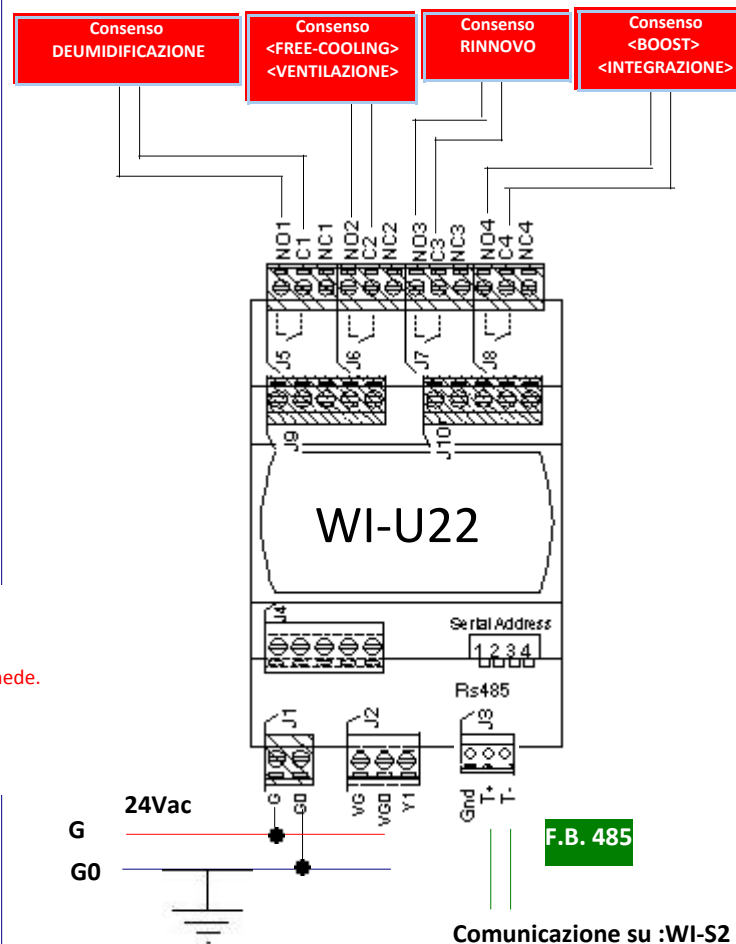 Consenso
DEUMIDIFICAZIONE
Consenso
<FREE-COOLING>
<VENTILAZIONE>
Consenso
RINNOVO
Consenso
<BOOST>
<INTEGRAZIONE>
NO1
C1
NC1
NO2
C2
NC2
NO3
C3
NC3
NO4
C4
NC4
J5
J6
J7
J8
J9
J10
WI-U22
J4
Serial Address
1 2 3 4
Rs485
J1
J2
J3
G
G0
VG
VG0
Y1
Gnd
T+
T-
24Vac
G
G0
F.B. 485
Comunicazione su :WI-S2